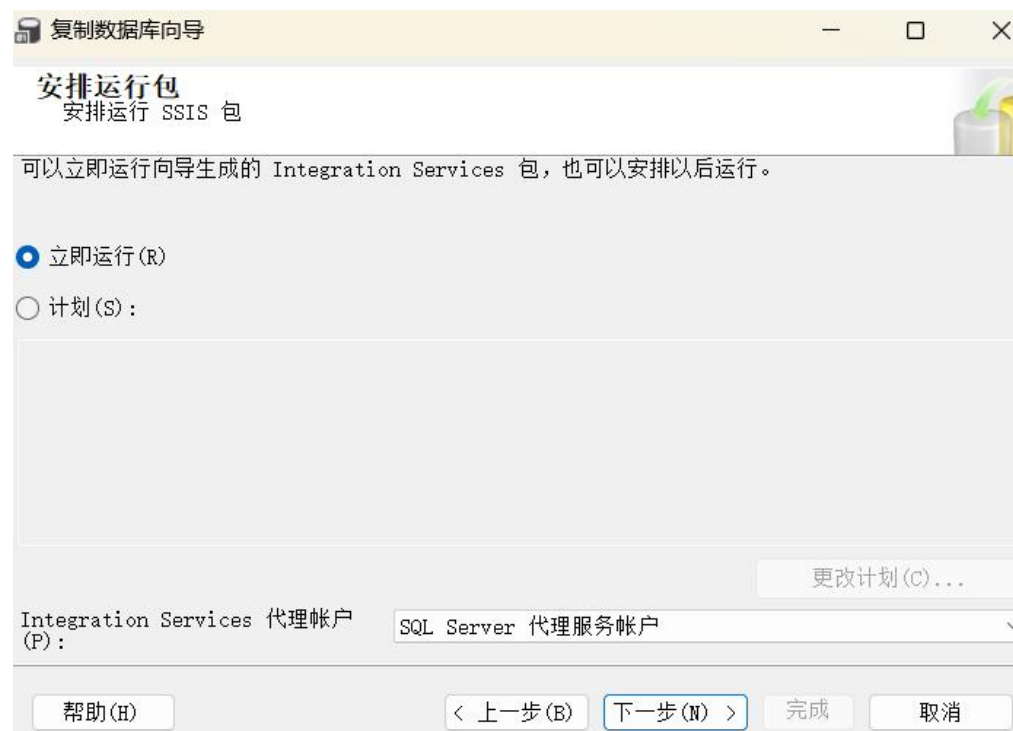 复制数据库向导
安排运行包
安排运行 SSIS 包
可以立即运行向导生成的 Integration Services 包，也可以安排以后运行。
立即运行(R)
计划(S)：
更改计划(C)...
Integration Services 代理帐户
(P)：
SQL Server 代理服务帐户
帮助(H)
< 上一步(B)
下一步(N) >
完成
取消